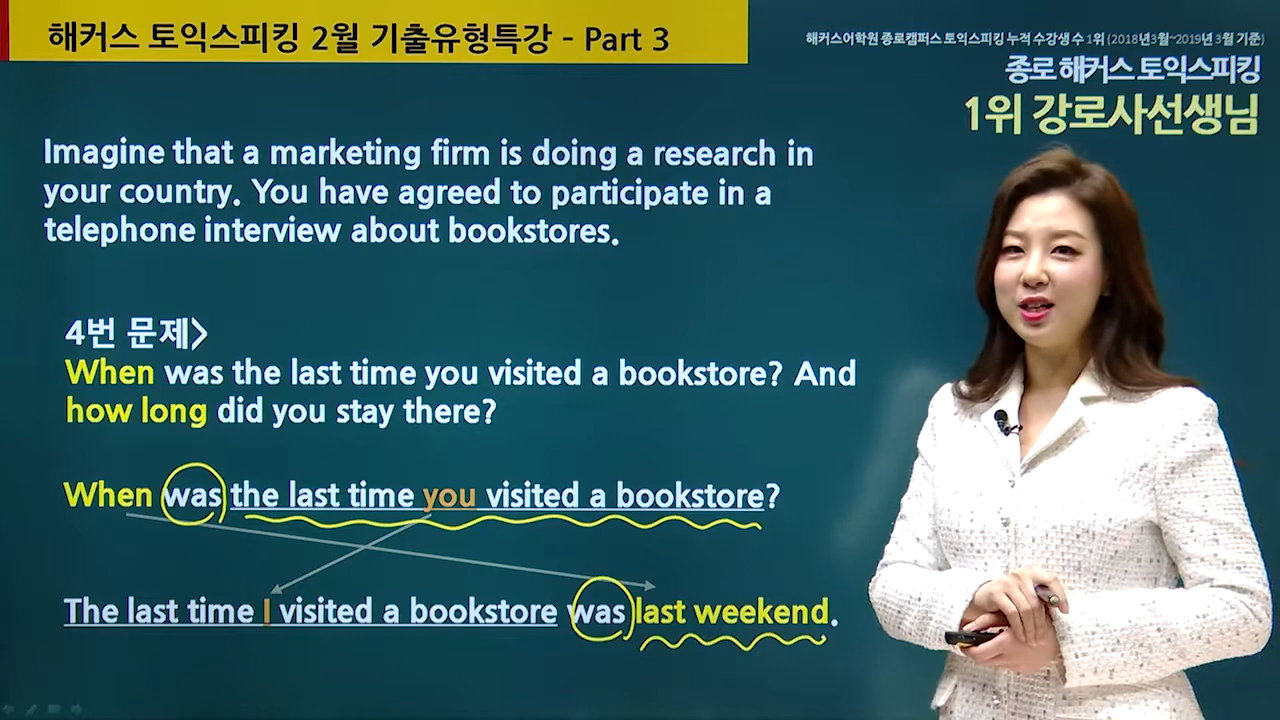 해커스 토익스피킹 2월 기출유형특강 - Part 3
해커스어학원 종로캠퍼스 토익스피킹 누적 수강생 수 1위 (2018년3월~2019년 3월 기준)
종로 해커스 토익스피킹
1위 강로사선생님
Imagine that a marketing firm is doing a research in
your country. You have agreed to participate in a
telephone interview about bookstores.
4번 문제>
When was the last time you visited a bookstore? And
how long did you stay there?
When was the last time you visited a bookstore?
The last time I visited a bookstore was last weekend.